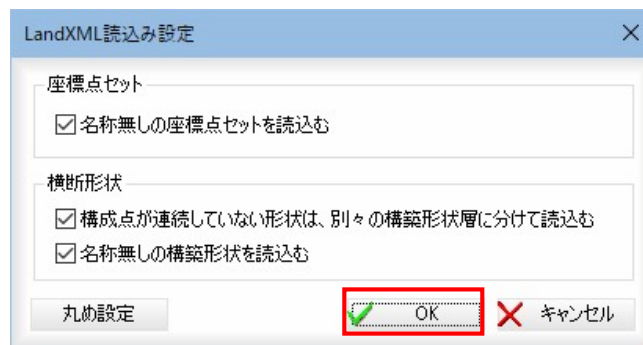 LandXML読込み設定
座標点セット
名称無しの座標点セットを読込む
横断形状
構成点が連続していない形状は、別々の構築形状層に分けて読込む
名称無しの構築形状を読込む
丸め設定 OK キャンセル